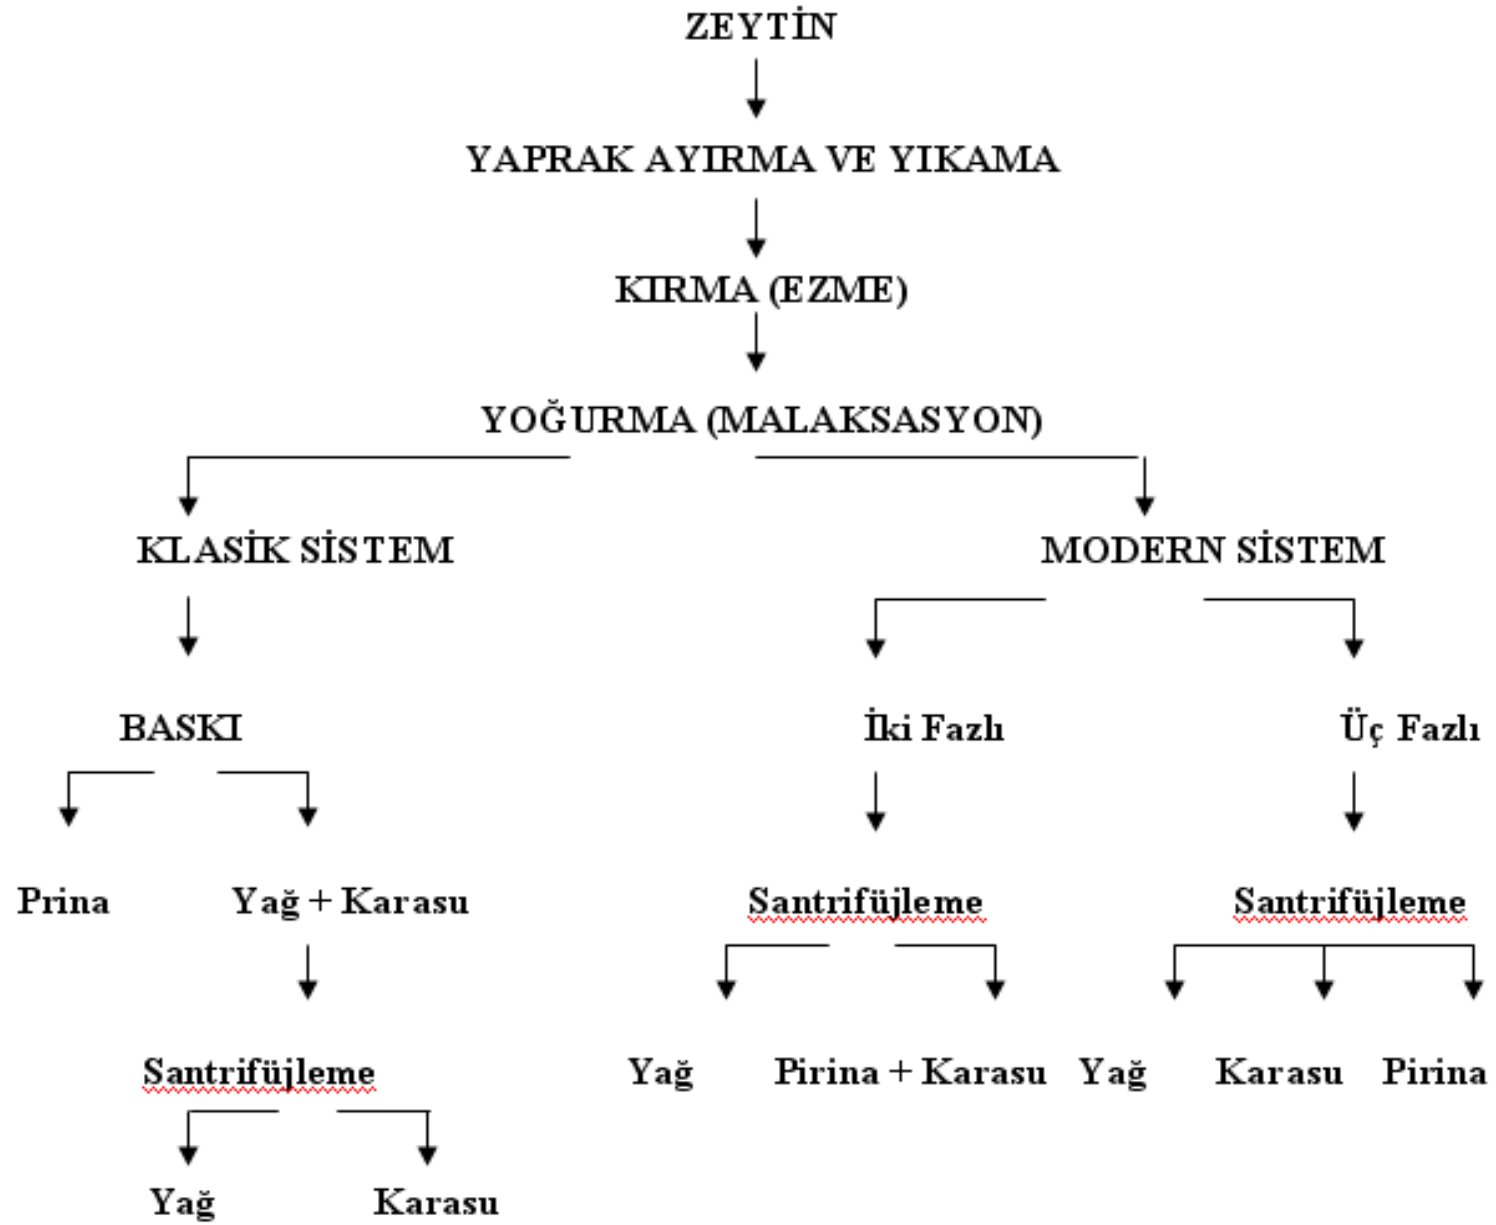 ZEYTİN
YAPRAK AYIRMA VE YIKAMA
KIRMA (EZME)
YOĞURMA (MALAKSASYON)
KLASİK SİSTEM MODERN SİSTEM
BASKI İki Fazlı Üç Fazlı
Prina Yağ + Karasu Santrifüjleme Santrifüjleme
Santrifüjleme Yağ Pirina + Karasu Yağ Karasu Pirina
Yağ Karasu